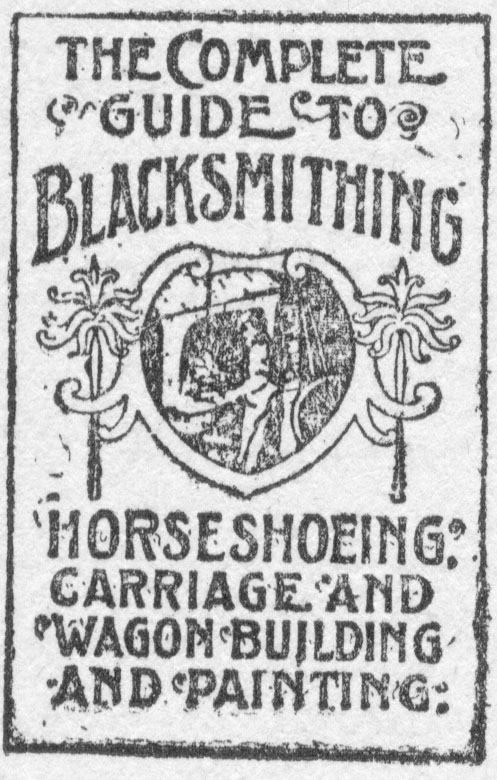 THE COMPLETE
GUIDE TO
BLACKSMITHING
HORSESHOEING,
CARRIAGE AND
WAGON BUILDING
AND PAINTING.